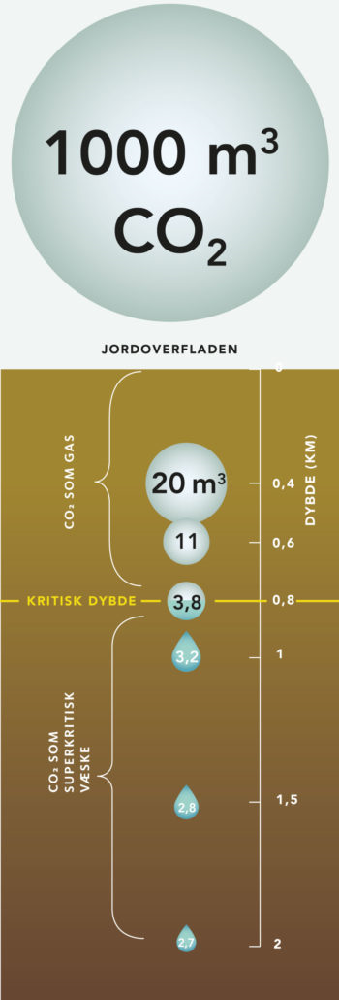 1000 m³
CO₂
JORDOVERFLADEN
0
CO₂ SOM GAS
20 m³
0,4
DYBDE (KM)
11
0,6
KRITISK DYBDE
3,8
0,8
3,2
1
CO₂ SOM
SUPERKRITISK
VÆSKE
2,8
1,5
2,7
2